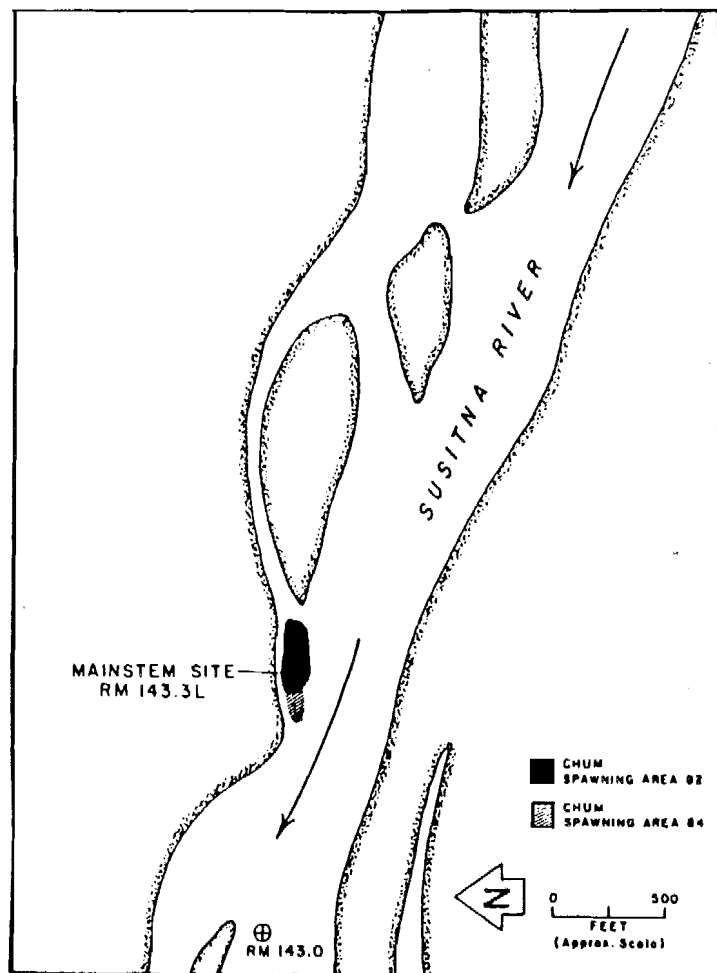 SUSITNA RIVER
MAINSTEM SITE
RM 143.3L
CHUM
SPAWNING AREA 82
CHUM
SPAWNING AREA 84
N
0 500
FEET
(Approx. Scale)
RM 143.0